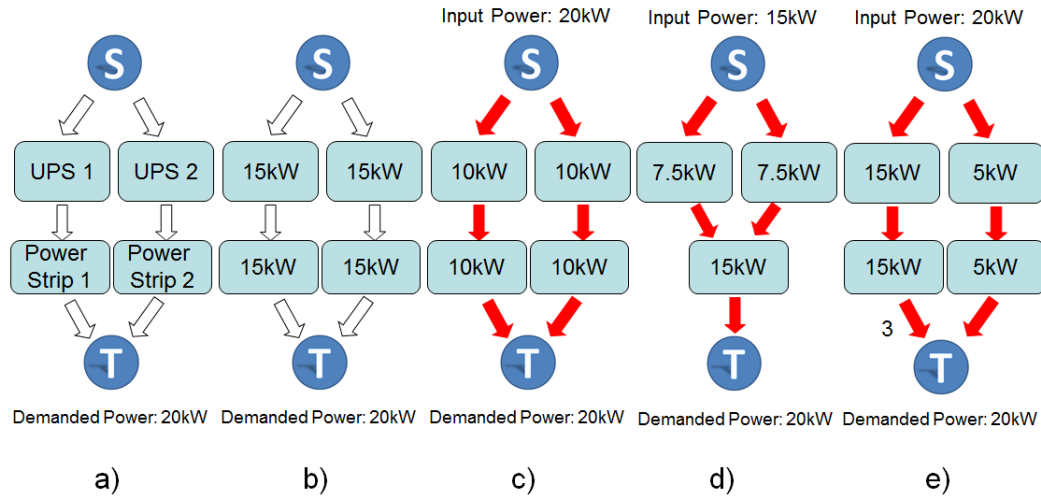 Input Power: 20kW
Input Power: 15kW
Input Power: 20kW
S
S
S
S
S
UPS 1
UPS 2
15kW
15kW
10kW
10kW
7.5kW
7.5kW
15kW
5kW
Power
Strip 1
Power
Strip 2
15kW
15kW
10kW
10kW
15kW
15kW
5kW
3
T
T
T
T
T
Demanded Power: 20kW
Demanded Power: 20kW
Demanded Power: 20kW
Demanded Power: 20kW
Demanded Power: 20kW
a)
b)
c)
d)
e)